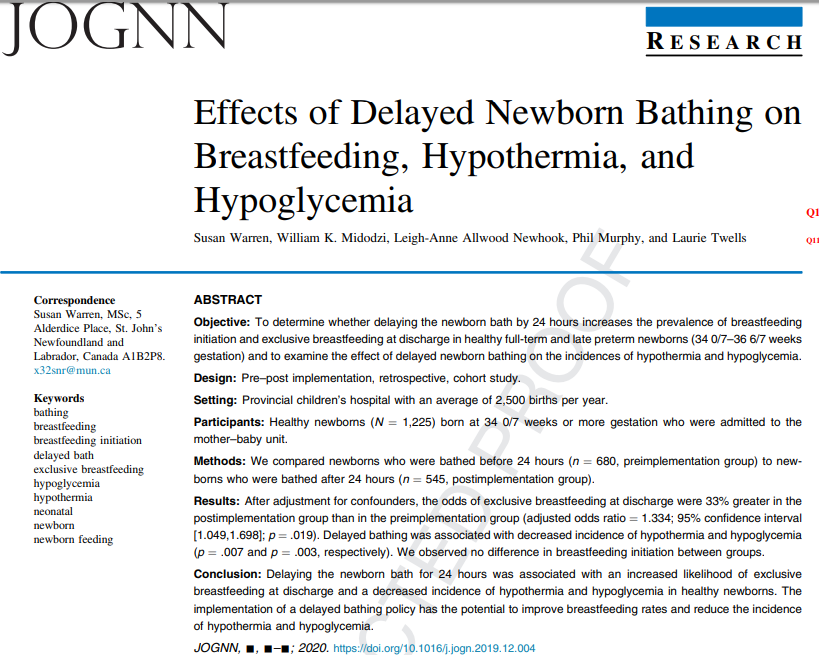 JOGNN
RESEARCH
Effects of Delayed Newborn Bathing on
Breastfeeding, Hypothermia, and
Hypoglycemia
Q1
Susan Warren, William K. Midodzi, Leigh-Anne Allwood Newhook, Phil Murphy, and Laurie Twells
Q11
Correspondence
Susan Warren, MSc, 5
Alderdice Place, St. John's
Newfoundland and
Labrador, Canada A1B2P8.
x32snr@mun.ca
Keywords
bathing
breastfeeding
breastfeeding initiation
delayed bath
exclusive breastfeeding
hypoglycemia
hypothermia
neonatal
newborn
newborn feeding
ABSTRACT
Objective: To determine whether delaying the newborn bath by 24 hours increases the prevalence of breastfeeding
initiation and exclusive breastfeeding at discharge in healthy full-term and late preterm newborns (34 0/7–36 6/7 weeks
gestation) and to examine the effect of delayed newborn bathing on the incidences of hypothermia and hypoglycemia.
Design: Pre–post implementation, retrospective, cohort study.
Setting: Provincial children's hospital with an average of 2,500 births per year.
Participants: Healthy newborns (N = 1,225) born at 34 0/7 weeks or more gestation who were admitted to the
mother–baby unit.
Methods: We compared newborns who were bathed before 24 hours (n = 680, preimplementation group) to new-
borns who were bathed after 24 hours (n = 545, postimplementation group).
Results: After adjustment for confounders, the odds of exclusive breastfeeding at discharge were 33% greater in the
postimplementation group than in the preimplementation group (adjusted odds ratio = 1.334; 95% confidence interval
[1.049,1.698]; p = .019). Delayed bathing was associated with decreased incidence of hypothermia and hypoglycemia
(p = .007 and p = .003, respectively). We observed no difference in breastfeeding initiation between groups.
Conclusion: Delaying the newborn bath for 24 hours was associated with an increased likelihood of exclusive
breastfeeding at discharge and a decreased incidence of hypothermia and hypoglycemia in healthy newborns. The
implementation of a delayed bathing policy has the potential to improve breastfeeding rates and reduce the incidence
of hypothermia and hypoglycemia.
JOGNN, ■, ■–■; 2020. https://doi.org/10.1016/j.jogn.2019.12.004
CTED PROOF